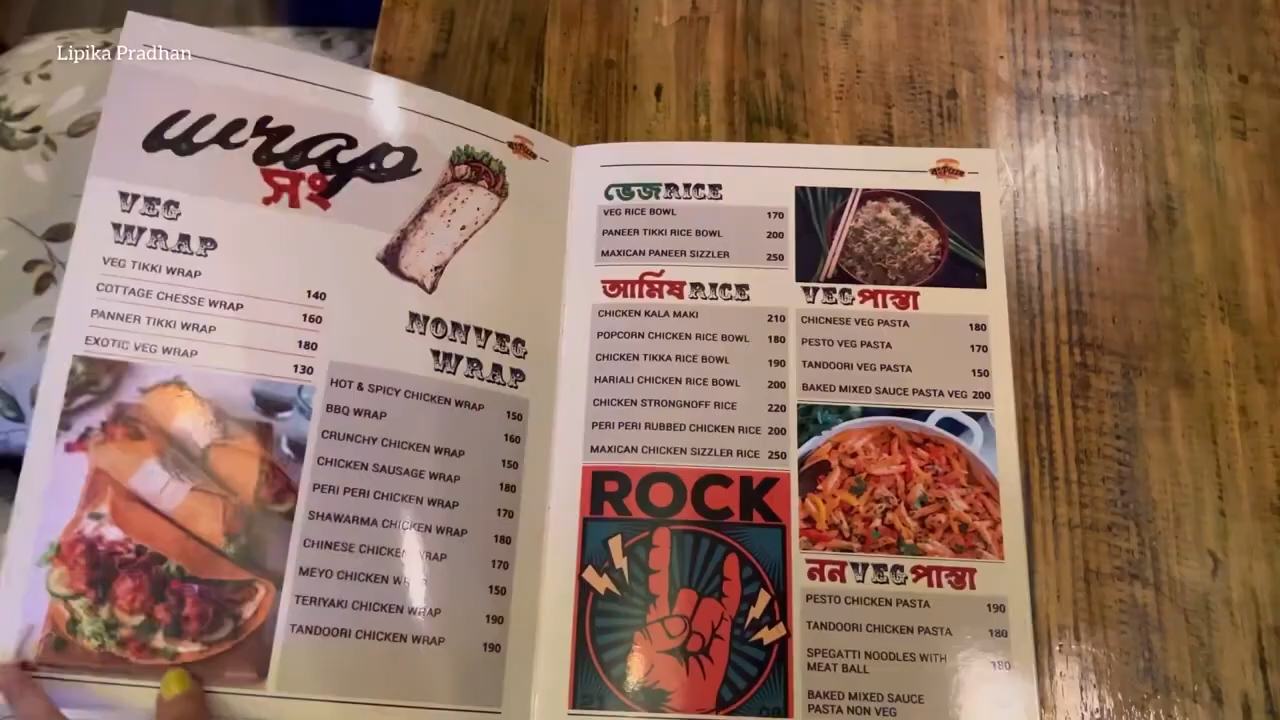 Lipika Pradhan
wrap
সং
VEG
WRAP
VEG TIKKI WRAP 140
COTTAGE CHESSE WRAP 160
PANNER TIKKI WRAP 180
EXOTIC VEG WRAP 130
NONVEG
WRAP
HOT & SPICY CHICKEN WRAP 150
BBQ WRAP 160
CRUNCHY CHICKEN WRAP 150
CHICKEN SAUSAGE WRAP 180
PERI PERI CHICKEN WRAP 170
SHAWARMA CHICKEN WRAP 180
CHINESE CHICKEN WRAP 170
MEYO CHICKEN WRAP 150
TERIYAKI CHICKEN WRAP 190
TANDOORI CHICKEN WRAP 190
ভেজ RICE
VEG RICE BOWL 170
PANEER TIKKI RICE BOWL 200
MAXICAN PANEER SIZZLER 250
আমিষ RICE
CHICKEN KALA MAKI 210
POPCORN CHICKEN RICE BOWL 180
CHICKEN TIKKA RICE BOWL 190
HARIALI CHICKEN RICE BOWL 200
CHICKEN STRONGNOFF RICE 220
PERI PERI RUBBED CHICKEN RICE 200
MAXICAN CHICKEN SIZZLER RICE 250
ROCK
VEG পাস্তা
CHICNESE VEG PASTA 180
PESTO VEG PASTA 170
TANDOORI VEG PASTA 150
BAKED MIXED SAUCE PASTA VEG 200
নন VEG পাস্তা
PESTO CHICKEN PASTA 190
TANDOORI CHICKEN PASTA 180
SPEGATTI NOODLES WITH
MEAT BALL 180
BAKED MIXED SAUCE
PASTA NON VEG